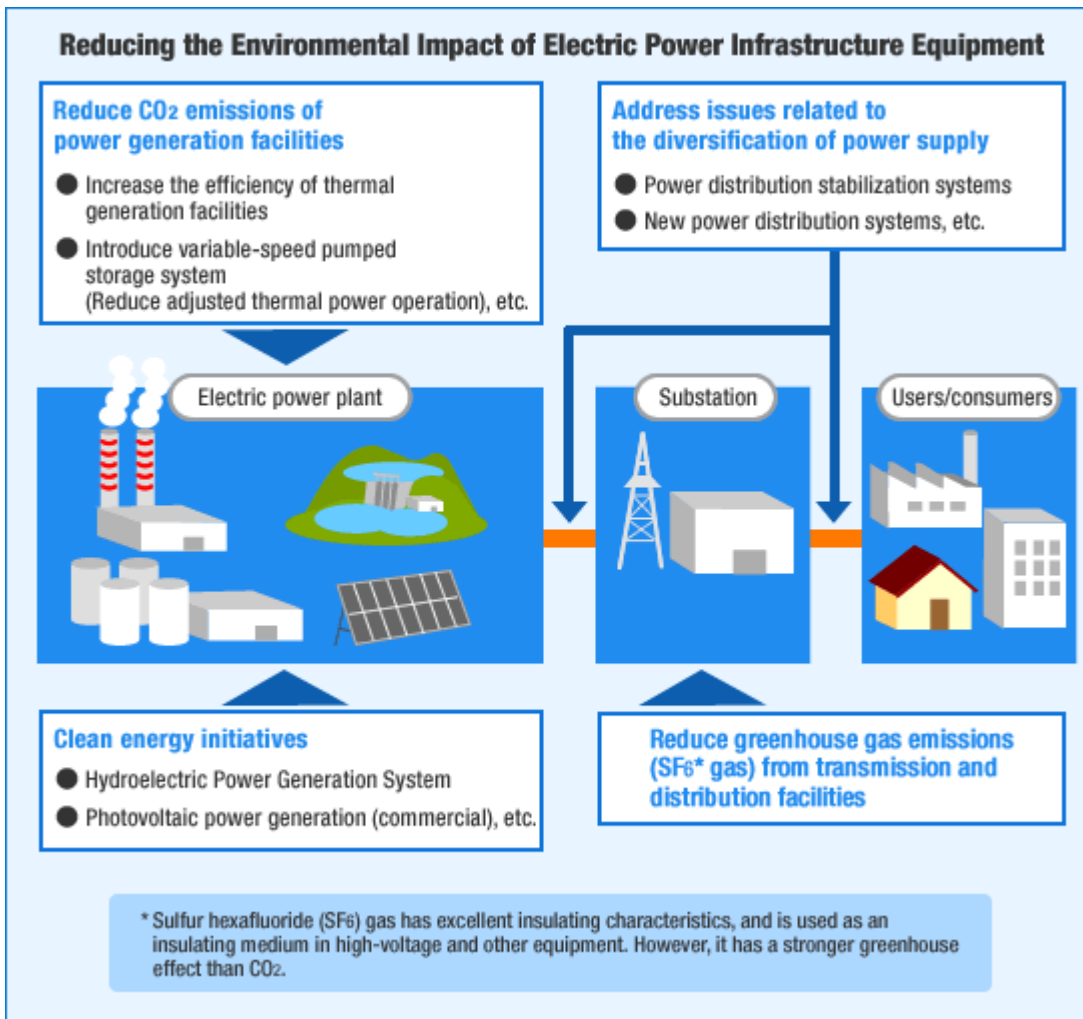 Reducing the Environmental Impact of Electric Power Infrastructure Equipment
Reduce CO2 emissions of
power generation facilities
● Increase the efficiency of thermal
generation facilities
● Introduce variable-speed pumped
storage system
(Reduce adjusted thermal power operation), etc.
Address issues related to
the diversification of power supply
● Power distribution stabilization systems
● New power distribution systems, etc.
Electric power plant
Substation
Users/consumers
Clean energy initiatives
● Hydroelectric Power Generation System
● Photovoltaic power generation (commercial), etc.
Reduce greenhouse gas emissions
(SF6* gas) from transmission and
distribution facilities
* Sulfur hexafluoride (SF6) gas has excellent insulating characteristics, and is used as an
insulating medium in high-voltage and other equipment. However, it has a stronger greenhouse
effect than CO2.